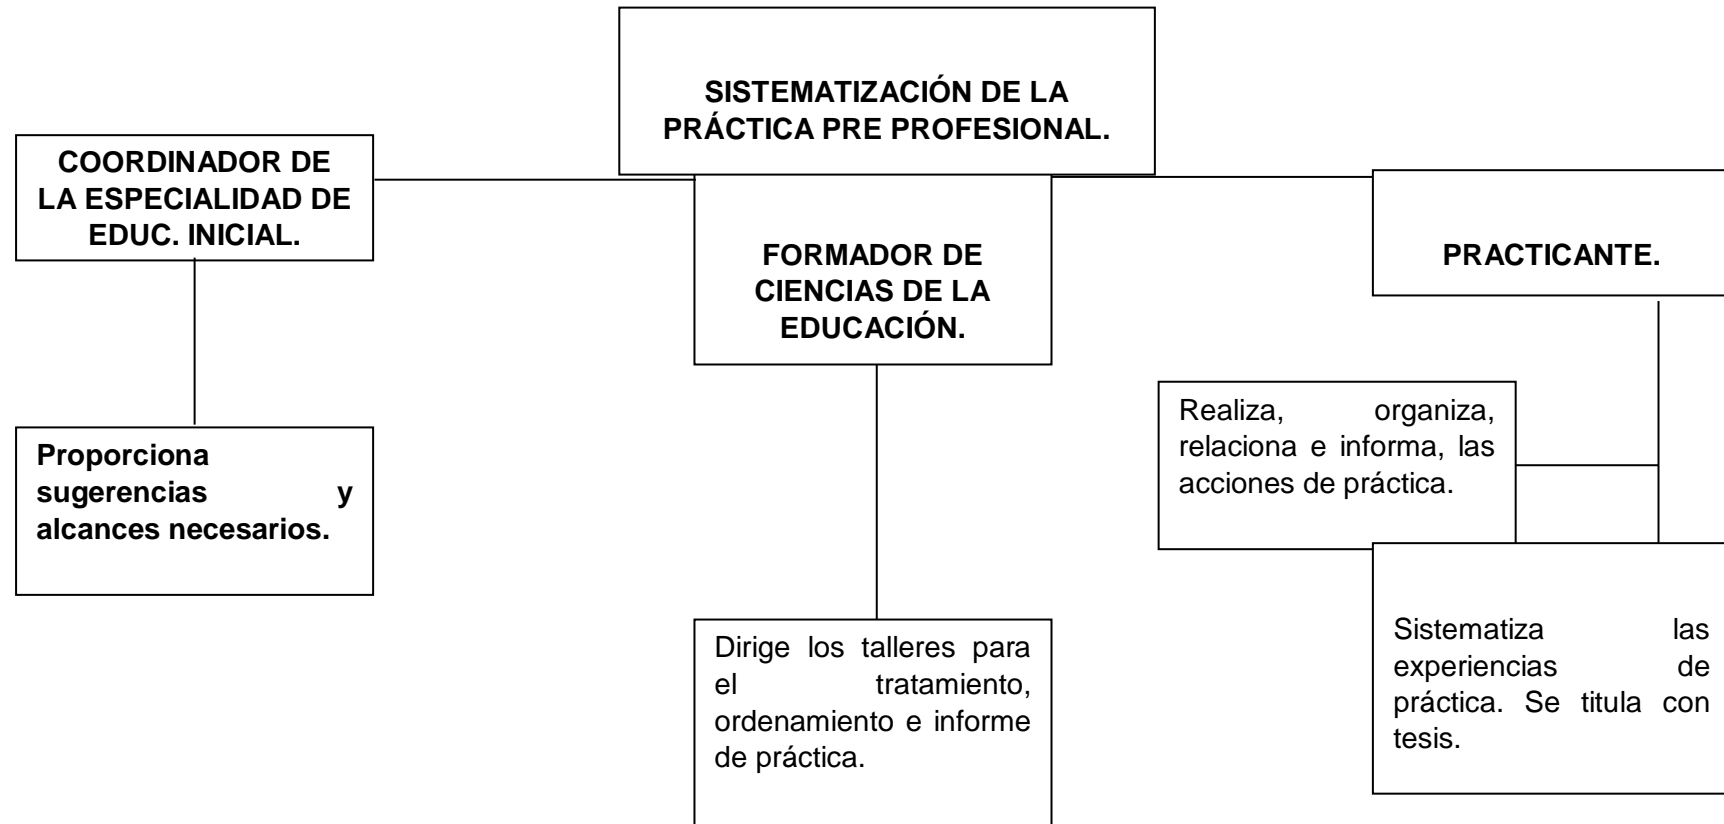 SISTEMATIZACIÓN DE LA
PRÁCTICA PRE PROFESIONAL.
COORDINADOR DE
LA ESPECIALIDAD DE
EDUC. INICIAL.
FORMADOR DE
CIENCIAS DE LA
EDUCACIÓN.
PRACTICANTE.
Proporciona
sugerencias y
alcances necesarios.
Dirige los talleres para
el tratamiento,
ordenamiento e informe
de práctica.
Realiza, organiza,
relaciona e informa, las
acciones de práctica.
Sistematiza las
experiencias de
práctica. Se titula con
tesis.